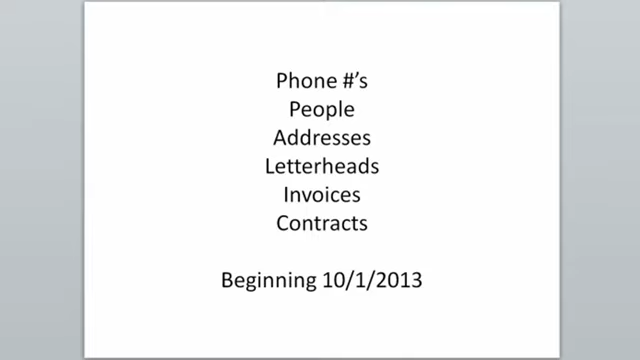 Phone #’s
People
Addresses
Letterheads
Invoices
Contracts
Beginning 10/1/2013